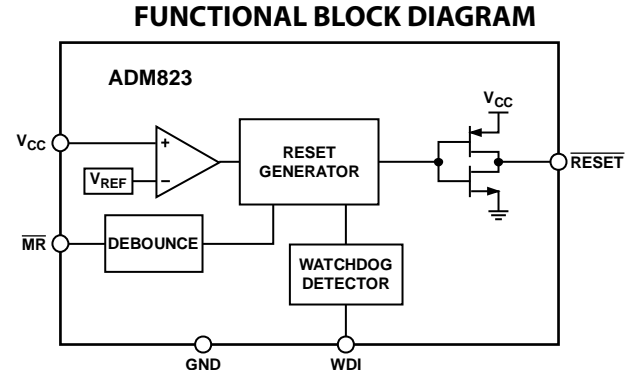 FUNCTIONAL BLOCK DIAGRAM
ADM823
VCC
VREF
+
−
RESET
GENERATOR
VCC
RESET
MR
DEBOUNCE
WATCHDOG
DETECTOR
GND
WDI